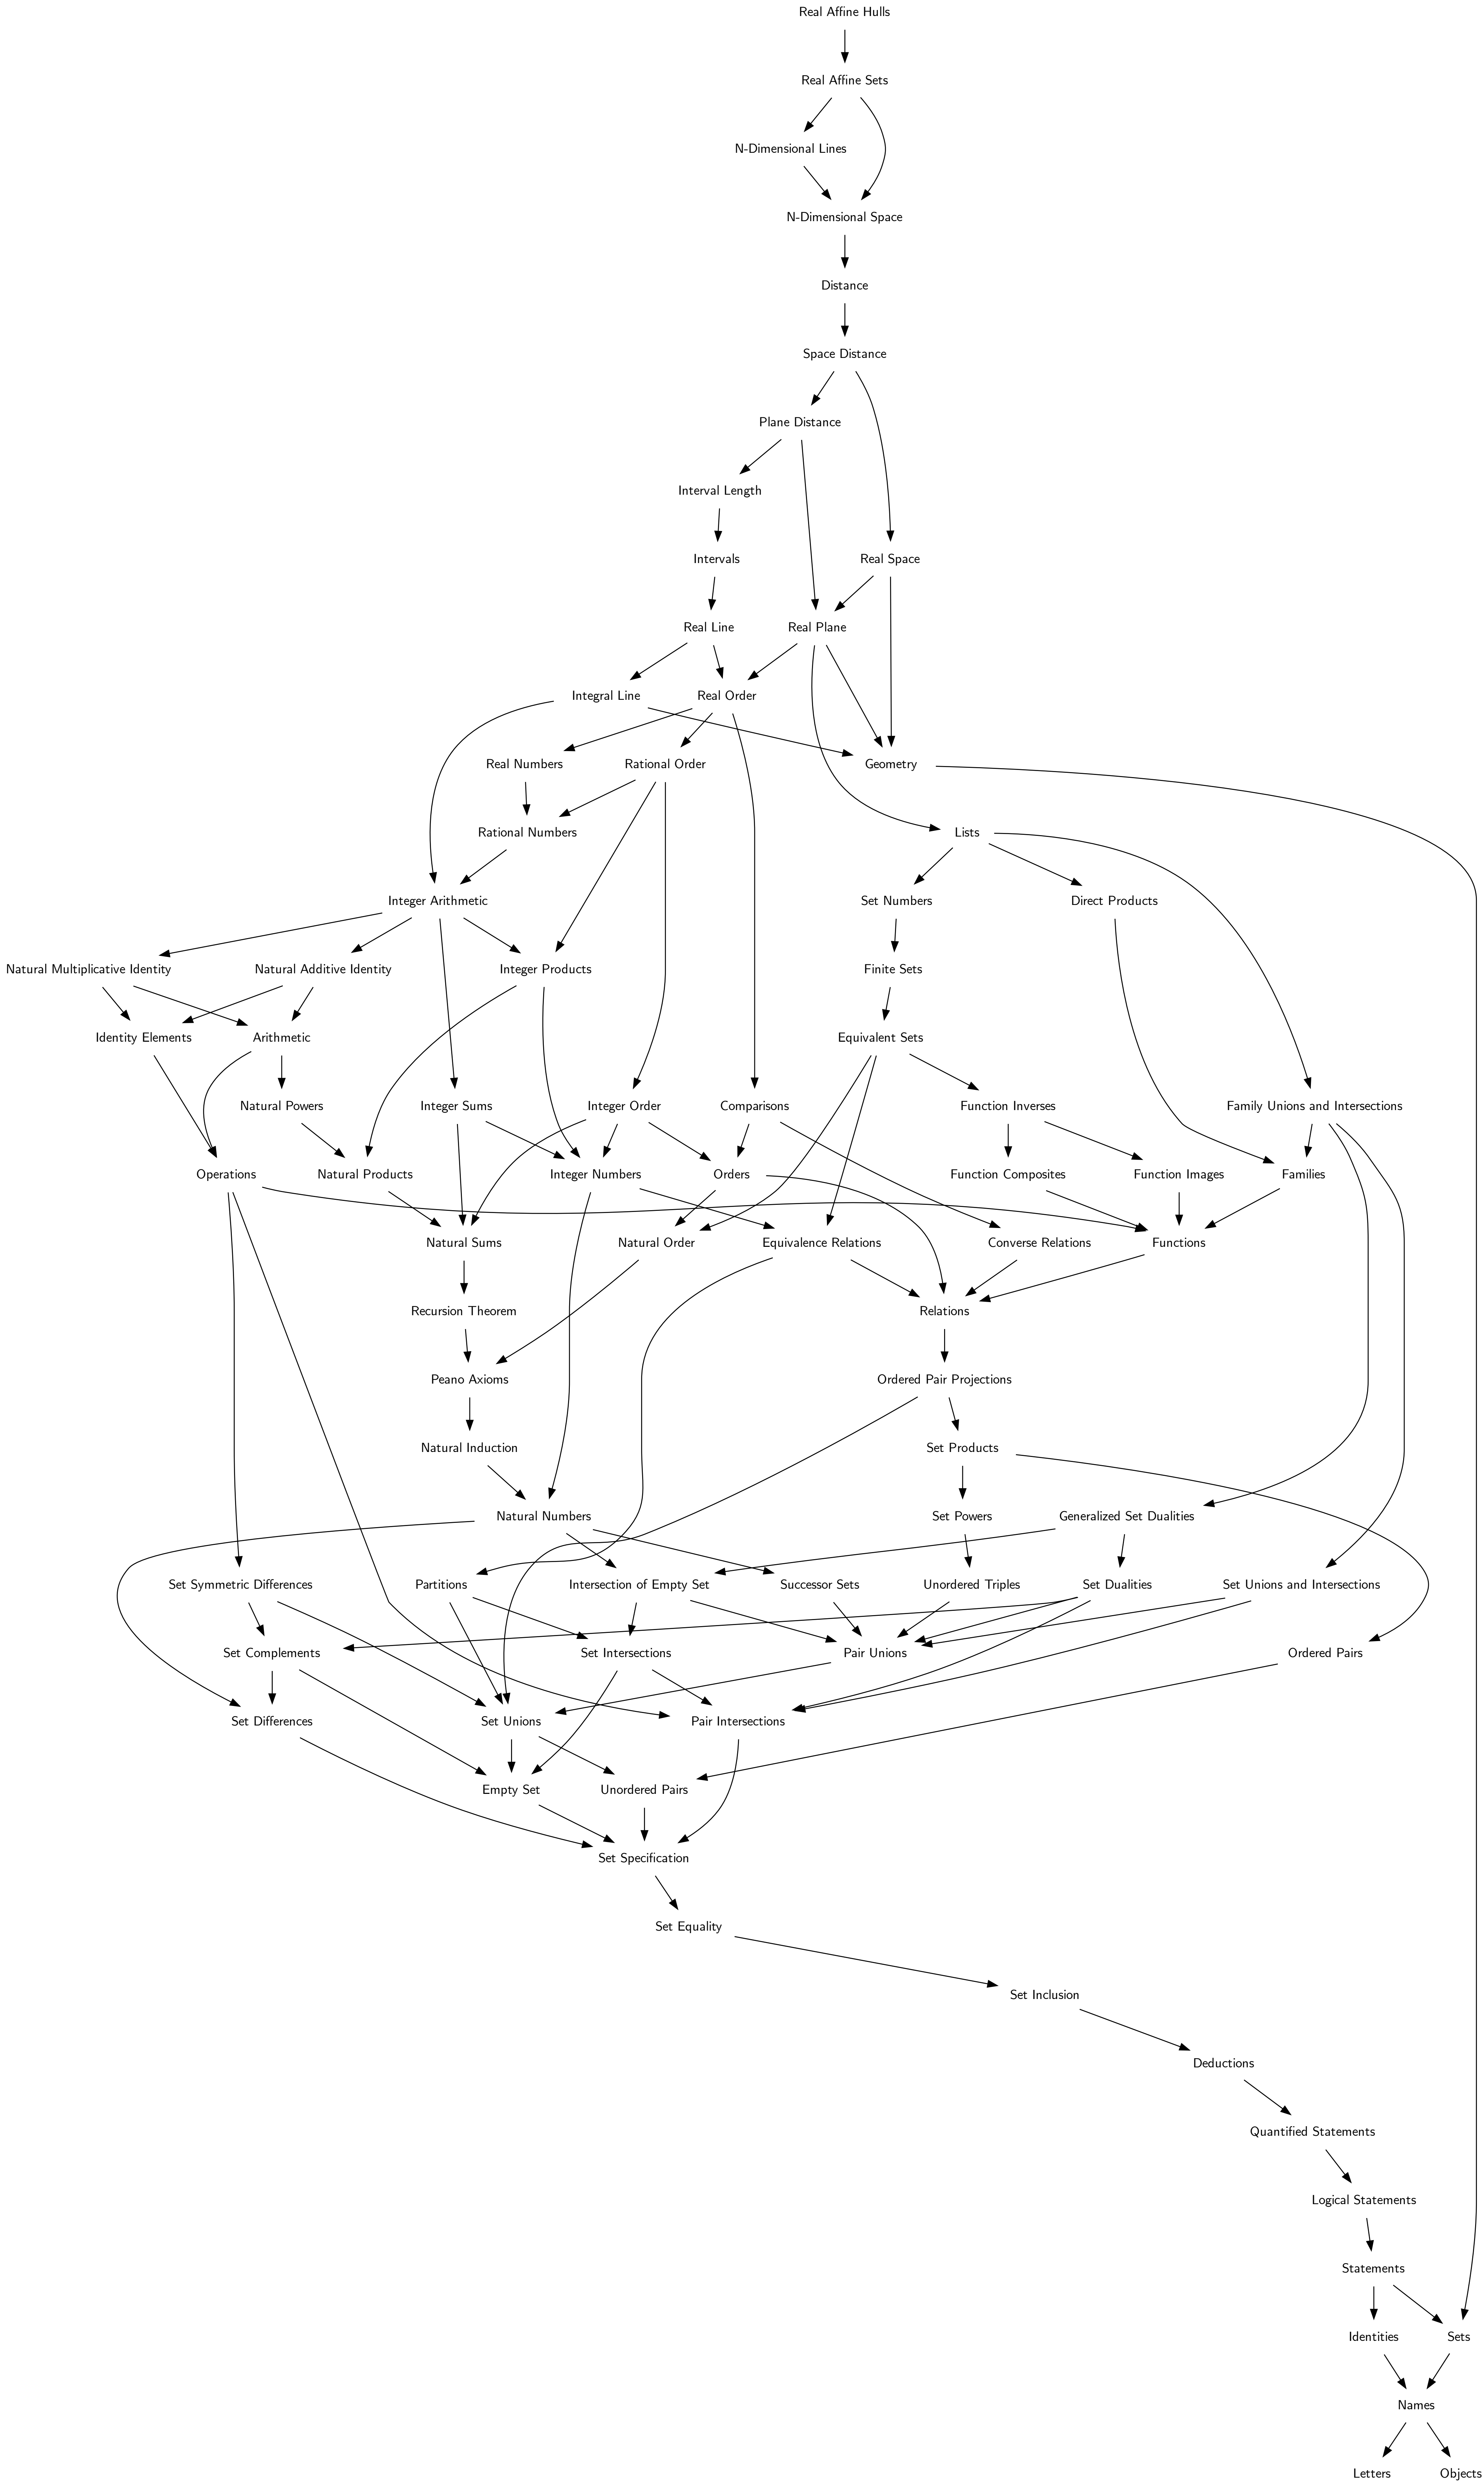 Real Affine Hulls
Real Affine Sets
N-Dimensional Lines
N-Dimensional Space
Distance
Space Distance
Plane Distance
Interval Length
Intervals
Real Space
Real Line
Real Plane
Integral Line
Real Order
Real Numbers
Rational Order
Geometry
Rational Numbers
Lists
Integer Arithmetic
Set Numbers
Direct Products
Natural Multiplicative Identity
Natural Additive Identity
Integer Products
Finite Sets
Identity Elements
Arithmetic
Equivalent Sets
Natural Powers
Integer Sums
Integer Order
Comparisons
Function Inverses
Family Unions and Intersections
Operations
Natural Products
Integer Numbers
Orders
Function Composites
Function Images
Families
Natural Sums
Natural Order
Equivalence Relations
Converse Relations
Functions
Recursion Theorem
Relations
Peano Axioms
Ordered Pair Projections
Natural Induction
Set Products
Natural Numbers
Set Powers
Generalized Set Dualities
Set Symmetric Differences
Partitions
Intersection of Empty Set
Successor Sets
Unordered Triples
Set Dualities
Set Unions and Intersections
Set Complements
Set Intersections
Pair Unions
Ordered Pairs
Set Differences
Set Unions
Pair Intersections
Empty Set
Unordered Pairs
Set Specification
Set Equality
Set Inclusion
Deductions
Quantified Statements
Logical Statements
Statements
Identities
Sets
Names
Letters
Objects